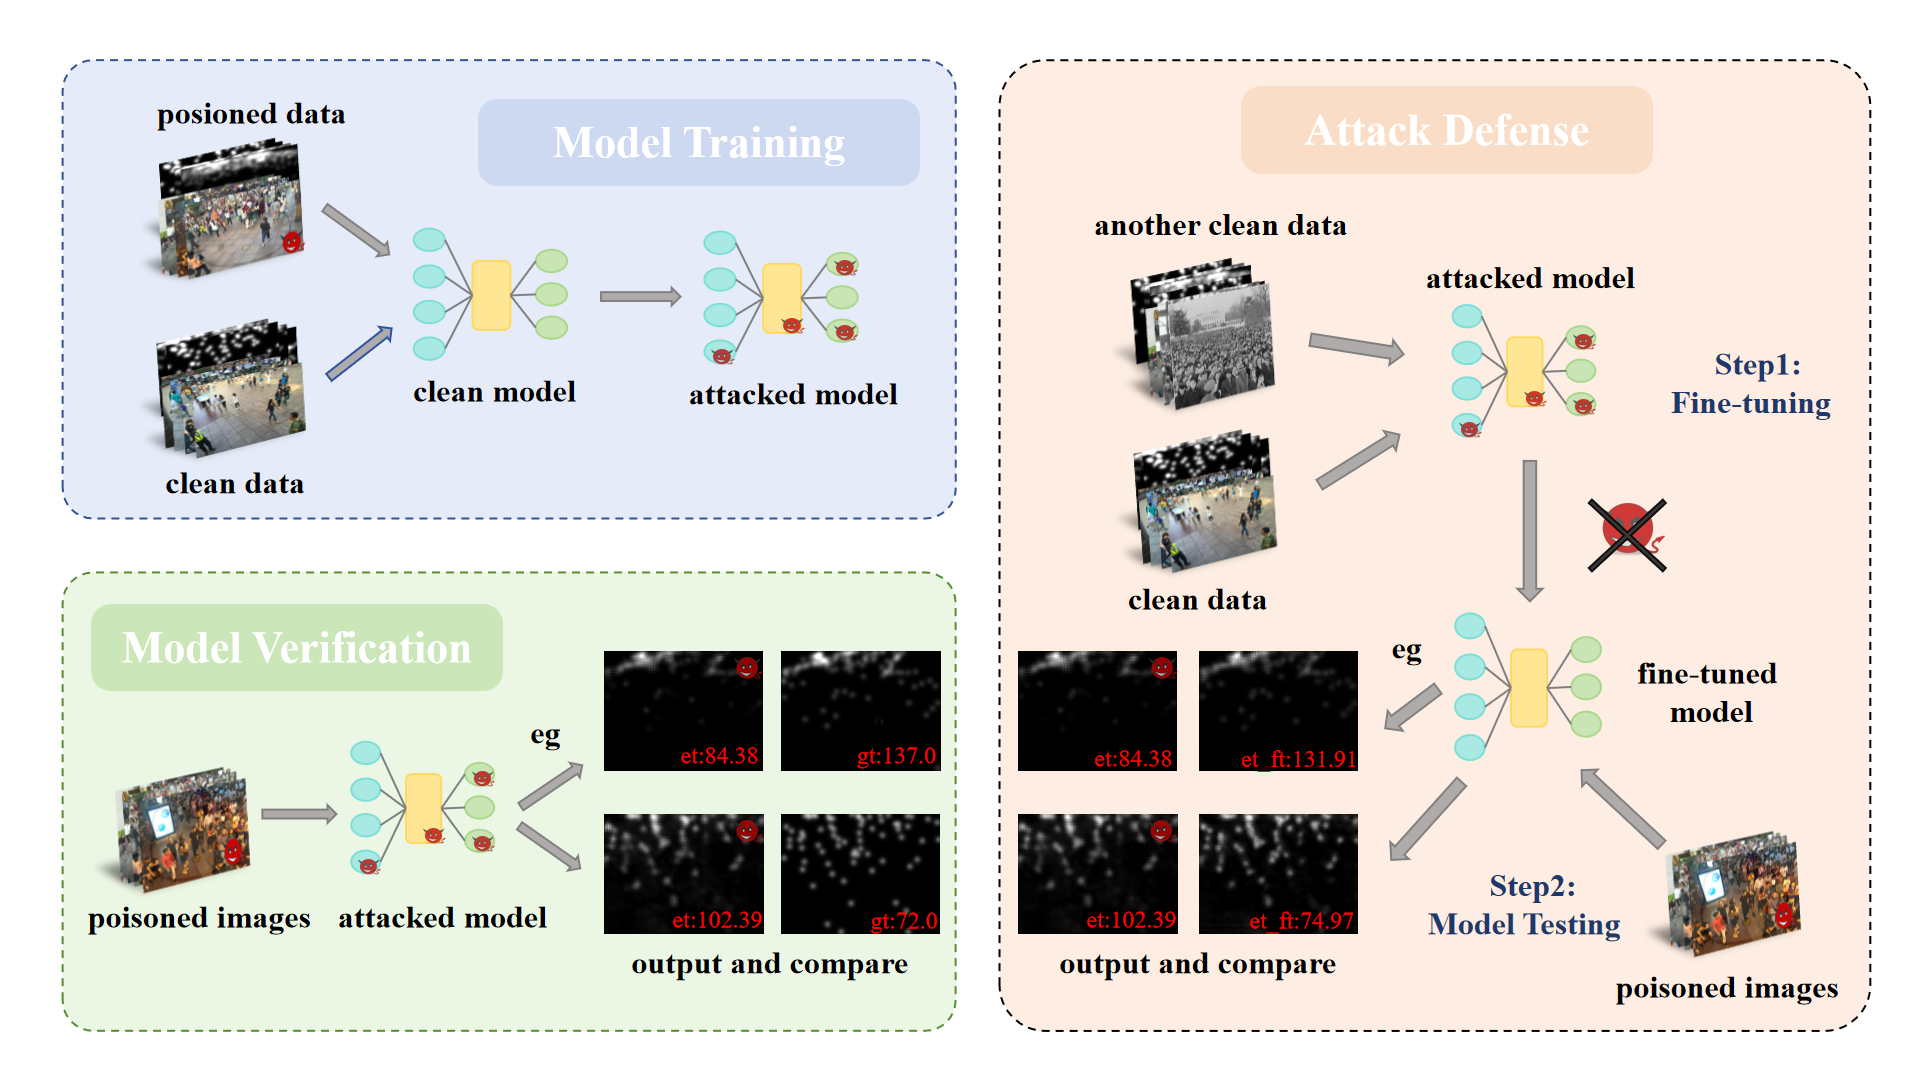 posioned data
Model Training
clean model
attacked model
clean data
Model Verification
eg
et:84.38
gt:137.0
et:102.39
gt:72.0
poisoned images
attacked model
output and compare
Attack Defense
another clean data
attacked model
Step1:
Fine-tuning
clean data
eg
fine-tuned
model
et:84.38
et_ft:131.91
et:102.39
et_ft:74.97
Step2:
Model Testing
output and compare
poisoned images